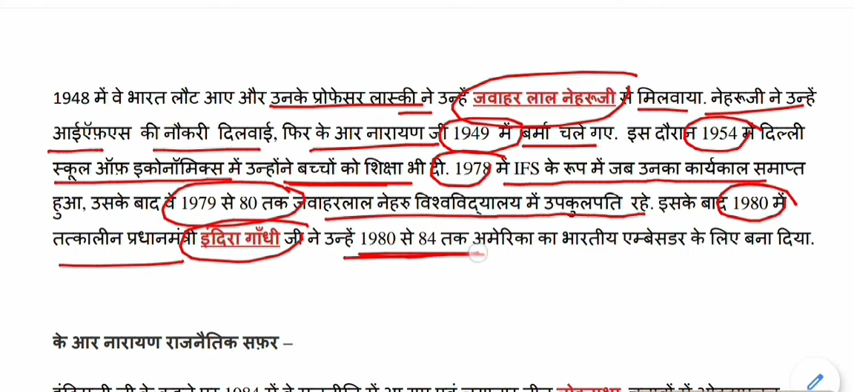 1948 में वे भारत लौट आए और उनके प्रोफेसर लास्की ने उन्हें जवाहर लाल नेहरूजी से मिलवाया. नेहरूजी ने उन्हें
आईऍफ़एस की नौकरी दिलवाई, फिर के आर नारायण जी 1949 में बर्मा चले गए. इस दौरान 1954 में दिल्ली
स्कूल ऑफ़ इकोनॉमिक्स में उन्होंने बच्चों को शिक्षा भी दी. 1978 में IFS के रूप में जब उनका कार्यकाल समाप्त
हुआ, उसके बाद वे 1979 से 80 तक जवाहरलाल नेहरु विश्वविद्यालय में उपकुलपति रहे. इसके बाद 1980 में
तत्कालीन प्रधानमंत्री इंदिरा गाँधी जी ने उन्हें 1980 से 84 तक अमेरिका का भारतीय एम्बेसडर के लिए बना दिया.
के आर नारायण राजनैतिक सफ़र –